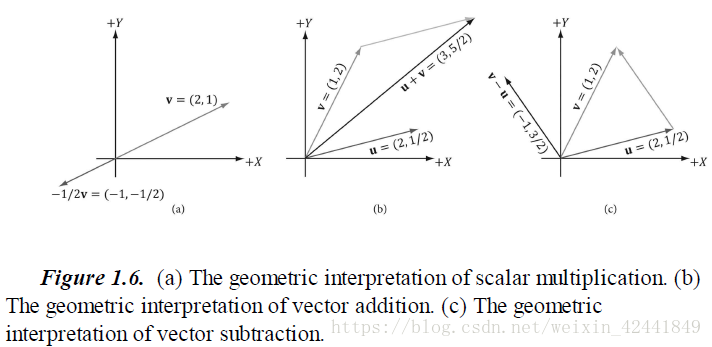 +Y
v = (2,1)
+X
−1/2v = (−1,−1/2)
(a)
+Y
v = (1,2)
u + v = (3,5/2)
u = (2,1/2)
+X
(b)
+Y
v − u = (−1,3/2)
v = (1,2)
u = (2,1/2)
+X
(c)
Figure 1.6. (a) The geometric interpretation of scalar multiplication. (b)
The geometric interpretation of vector addition. (c) The geometric
interpretation of vector subtraction.
https://blog.csdn.net/weixin_42441849